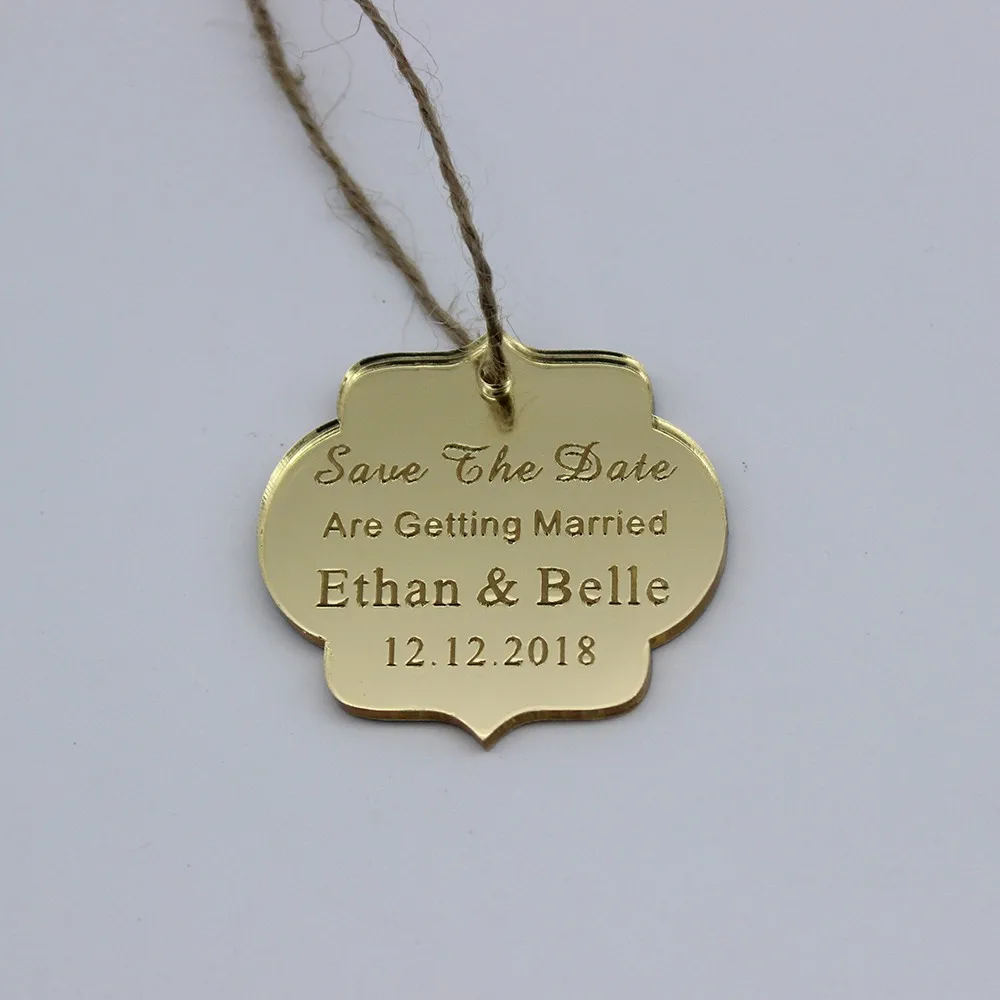 Save The Date
Are Getting Married
Ethan & Belle
12.12.2018